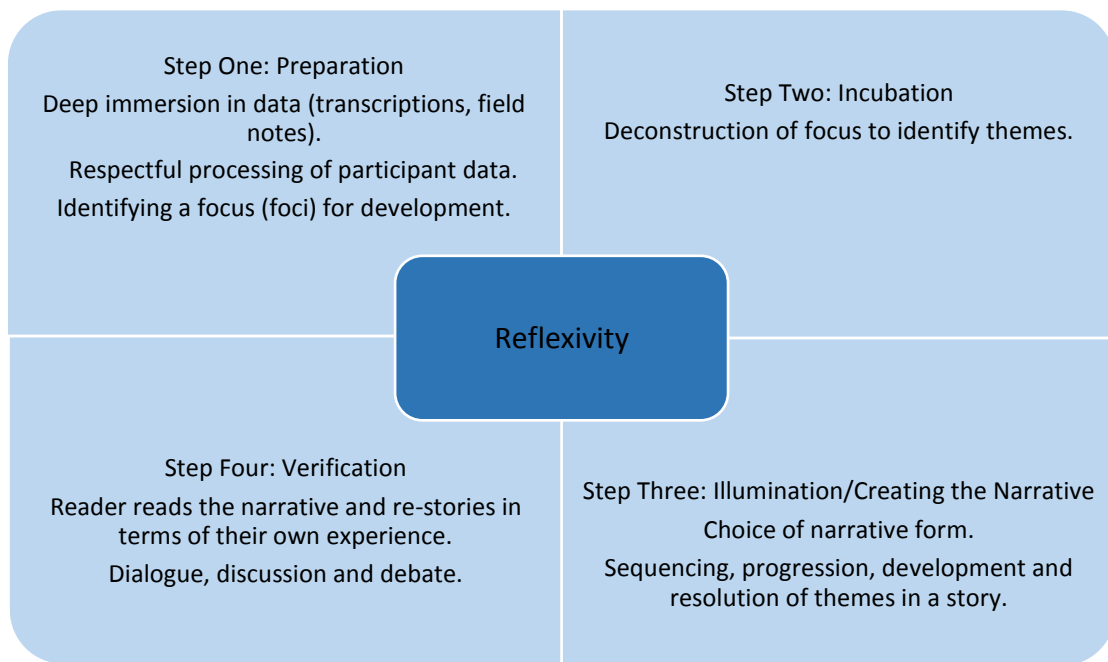 Step One: Preparation
Deep immersion in data (transcriptions, field
notes).
Respectful processing of participant data.
Identifying a focus (foci) for development.
Step Two: Incubation
Deconstruction of focus to identify themes.
Reflexivity
Step Three: Illumination/Creating the Narrative
Choice of narrative form.
Sequencing, progression, development and
resolution of themes in a story.
Step Four: Verification
Reader reads the narrative and re-stories in
terms of their own experience.
Dialogue, discussion and debate.